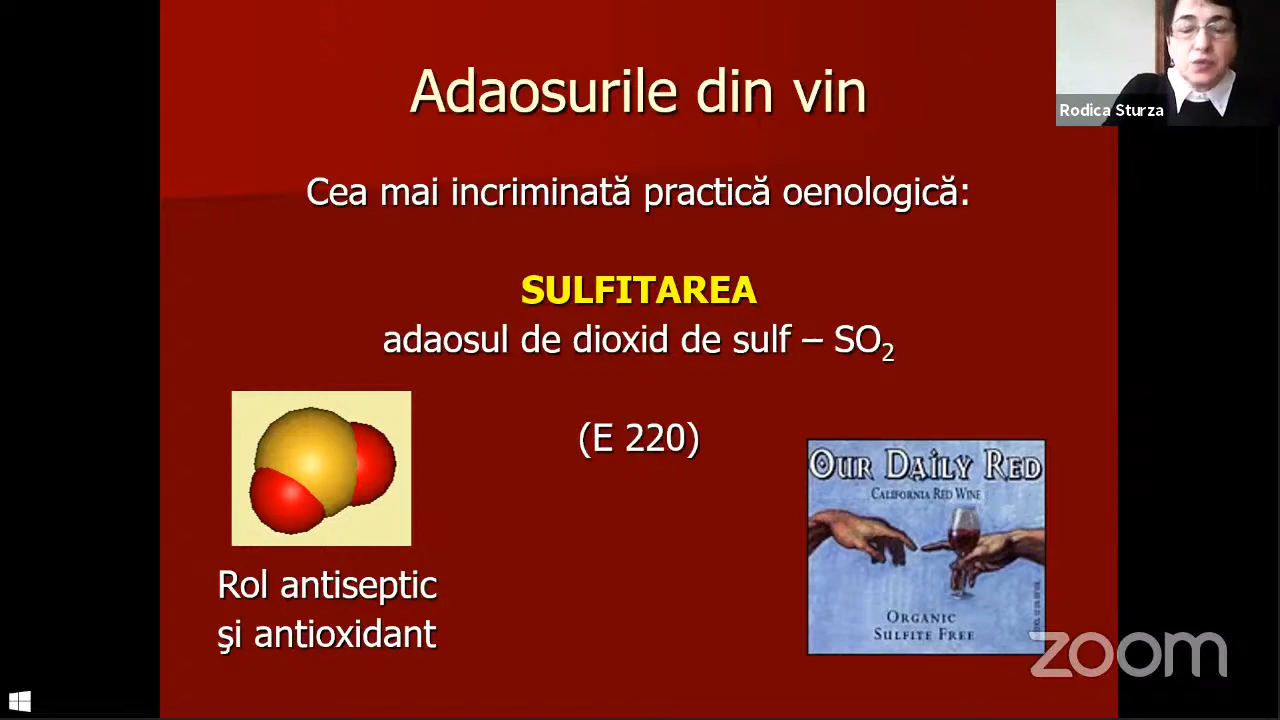 Adaosurile din vin
Rodica Sturza
Cea mai incriminată practică oenologică:
SULFITAREA
adaosul de dioxid de sulf – SO₂
(E 220)
OUR DAILY RED
CALIFORNIA RED WINE
ORGANIC
SULFITE FREE
Rol antiseptic
şi antioxidant
zoom